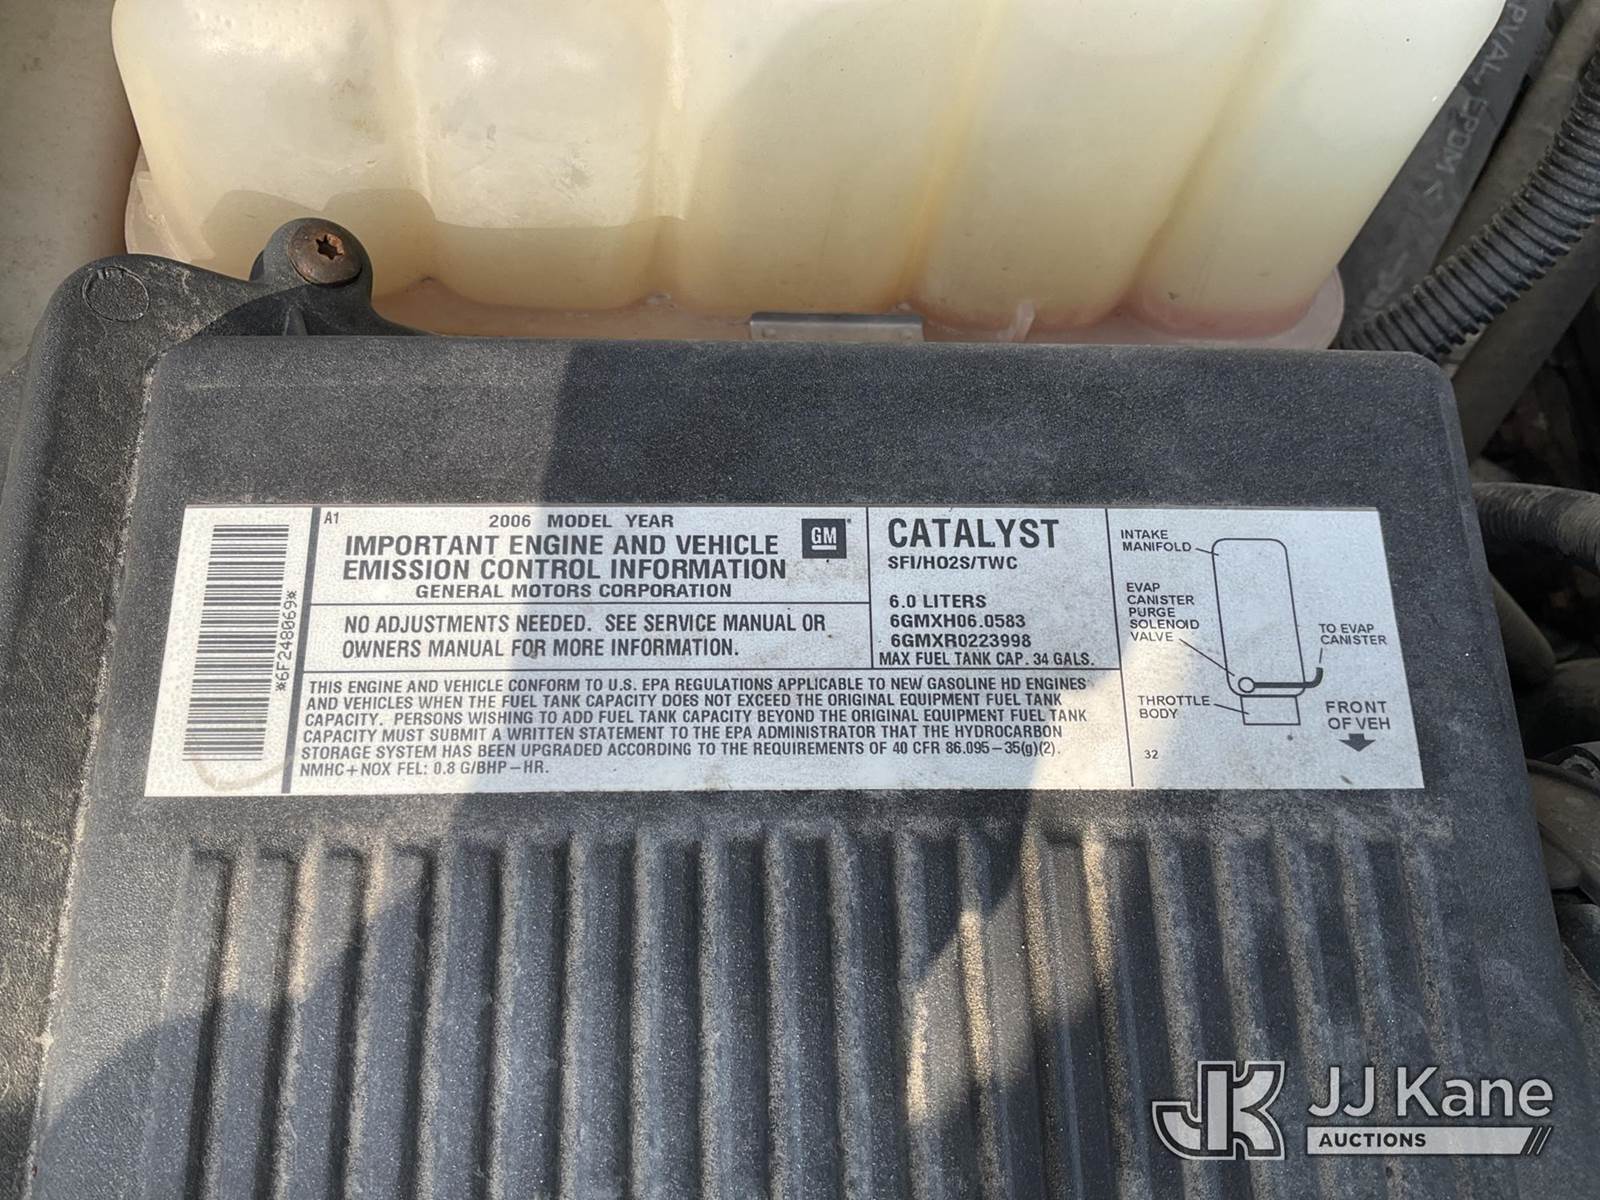 PVAL, EPDM <
A1
2006 MODEL YEAR
IMPORTANT ENGINE AND VEHICLE
EMISSION CONTROL INFORMATION
GENERAL MOTORS CORPORATION
GM
NO ADJUSTMENTS NEEDED. SEE SERVICE MANUAL OR
OWNERS MANUAL FOR MORE INFORMATION.
CATALYST
SFI/HO2S/TWC
6.0 LITERS
6GMXH06.0583
6GMXR0223998
MAX FUEL TANK CAP. 34 GALS.
THIS ENGINE AND VEHICLE CONFORM TO U.S. EPA REGULATIONS APPLICABLE TO NEW GASOLINE HD ENGINES
AND VEHICLES WHEN THE FUEL TANK CAPACITY DOES NOT EXCEED THE ORIGINAL EQUIPMENT FUEL TANK
CAPACITY. PERSONS WISHING TO ADD FUEL TANK CAPACITY BEYOND THE ORIGINAL EQUIPMENT FUEL TANK
CAPACITY MUST SUBMIT A WRITTEN STATEMENT TO THE EPA ADMINISTRATOR THAT THE HYDROCARBON
STORAGE SYSTEM HAS BEEN UPGRADED ACCORDING TO THE REQUIREMENTS OF 40 CFR 86.095-35(g)(2).
NMHC+NOX FEL: 0.8 G/BHP-HR.
*6F248069*
INTAKE
MANIFOLD
EVAP
CANISTER
PURGE
SOLENOID
VALVE
TO EVAP
CANISTER
THROTTLE
BODY
FRONT
OF VEH
32
JK
JJ Kane
AUCTIONS